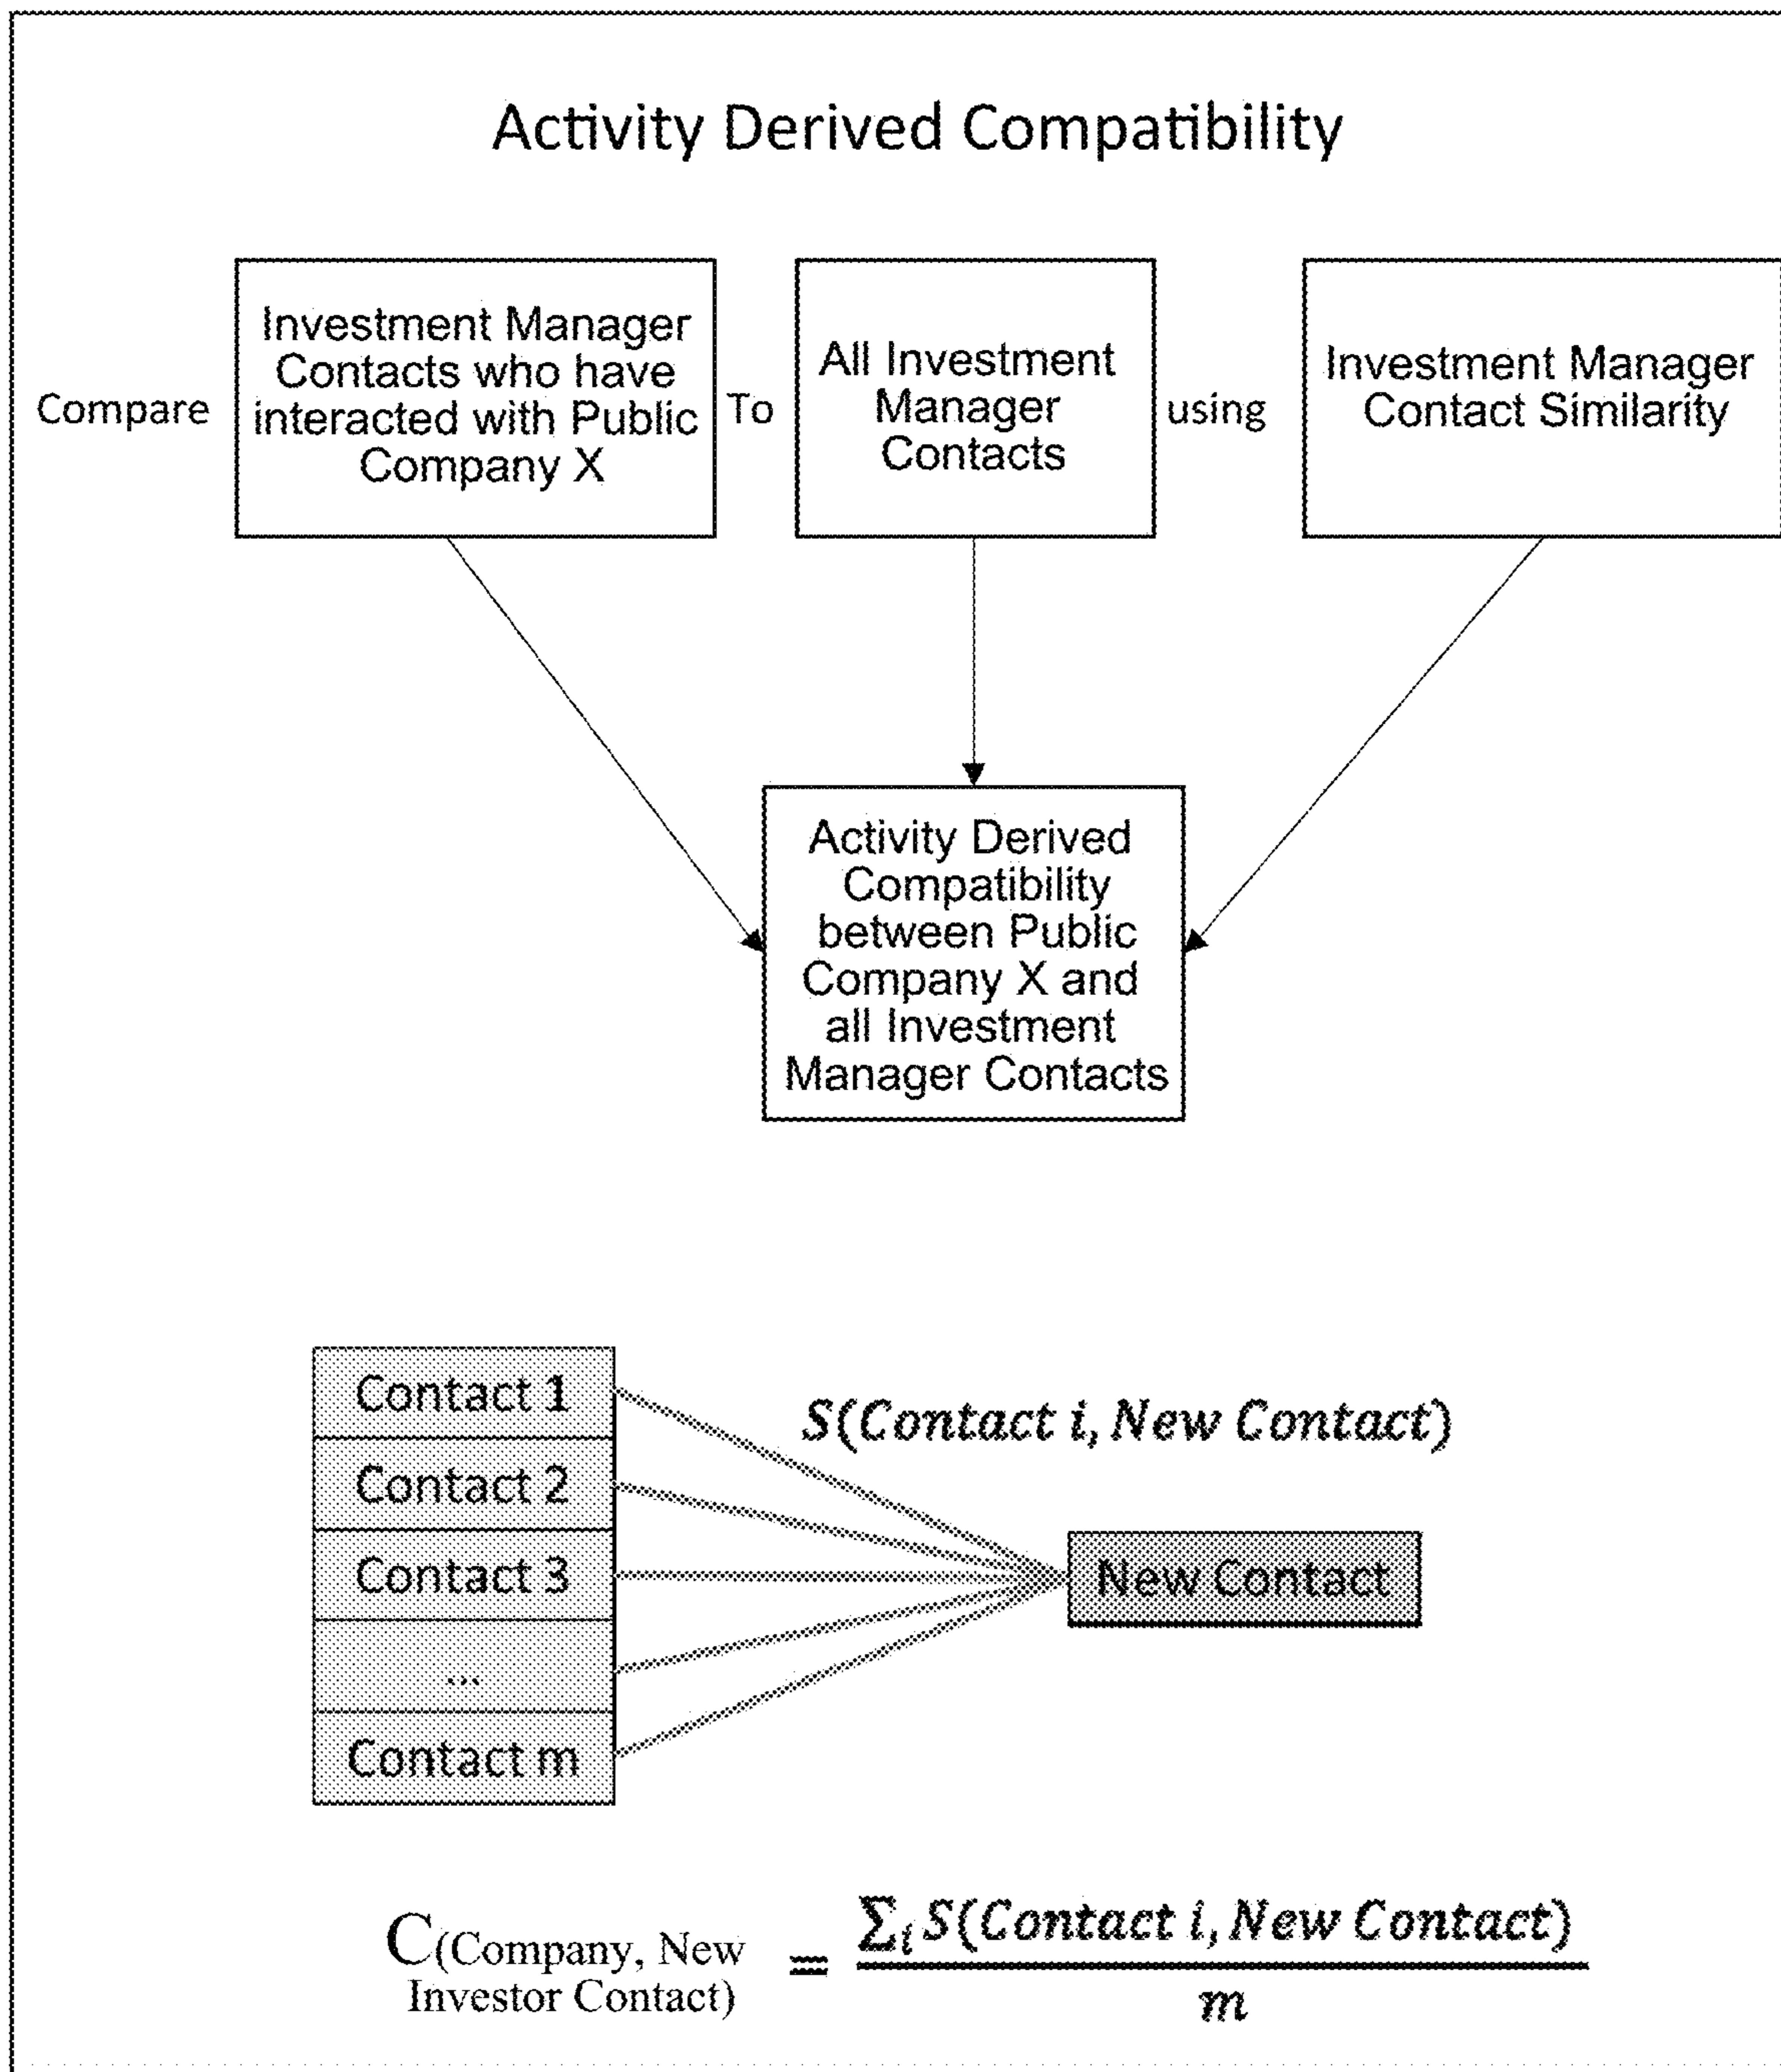 Activity Derived Compatibility
Compare
Investment Manager
Contacts who have
interacted with Public
Company X
To
All Investment
Manager
Contacts
using
Investment Manager
Contact Similarity
Activity Derived
Compatibility
between Public
Company X and
all Investment
Manager Contacts
Contact 1
Contact 2
Contact 3
...
Contact m
S(Contact i, New Contact)
New Contact
C(Company, New
Investor Contact)
=
∑i S(Contact i, New Contact)
m